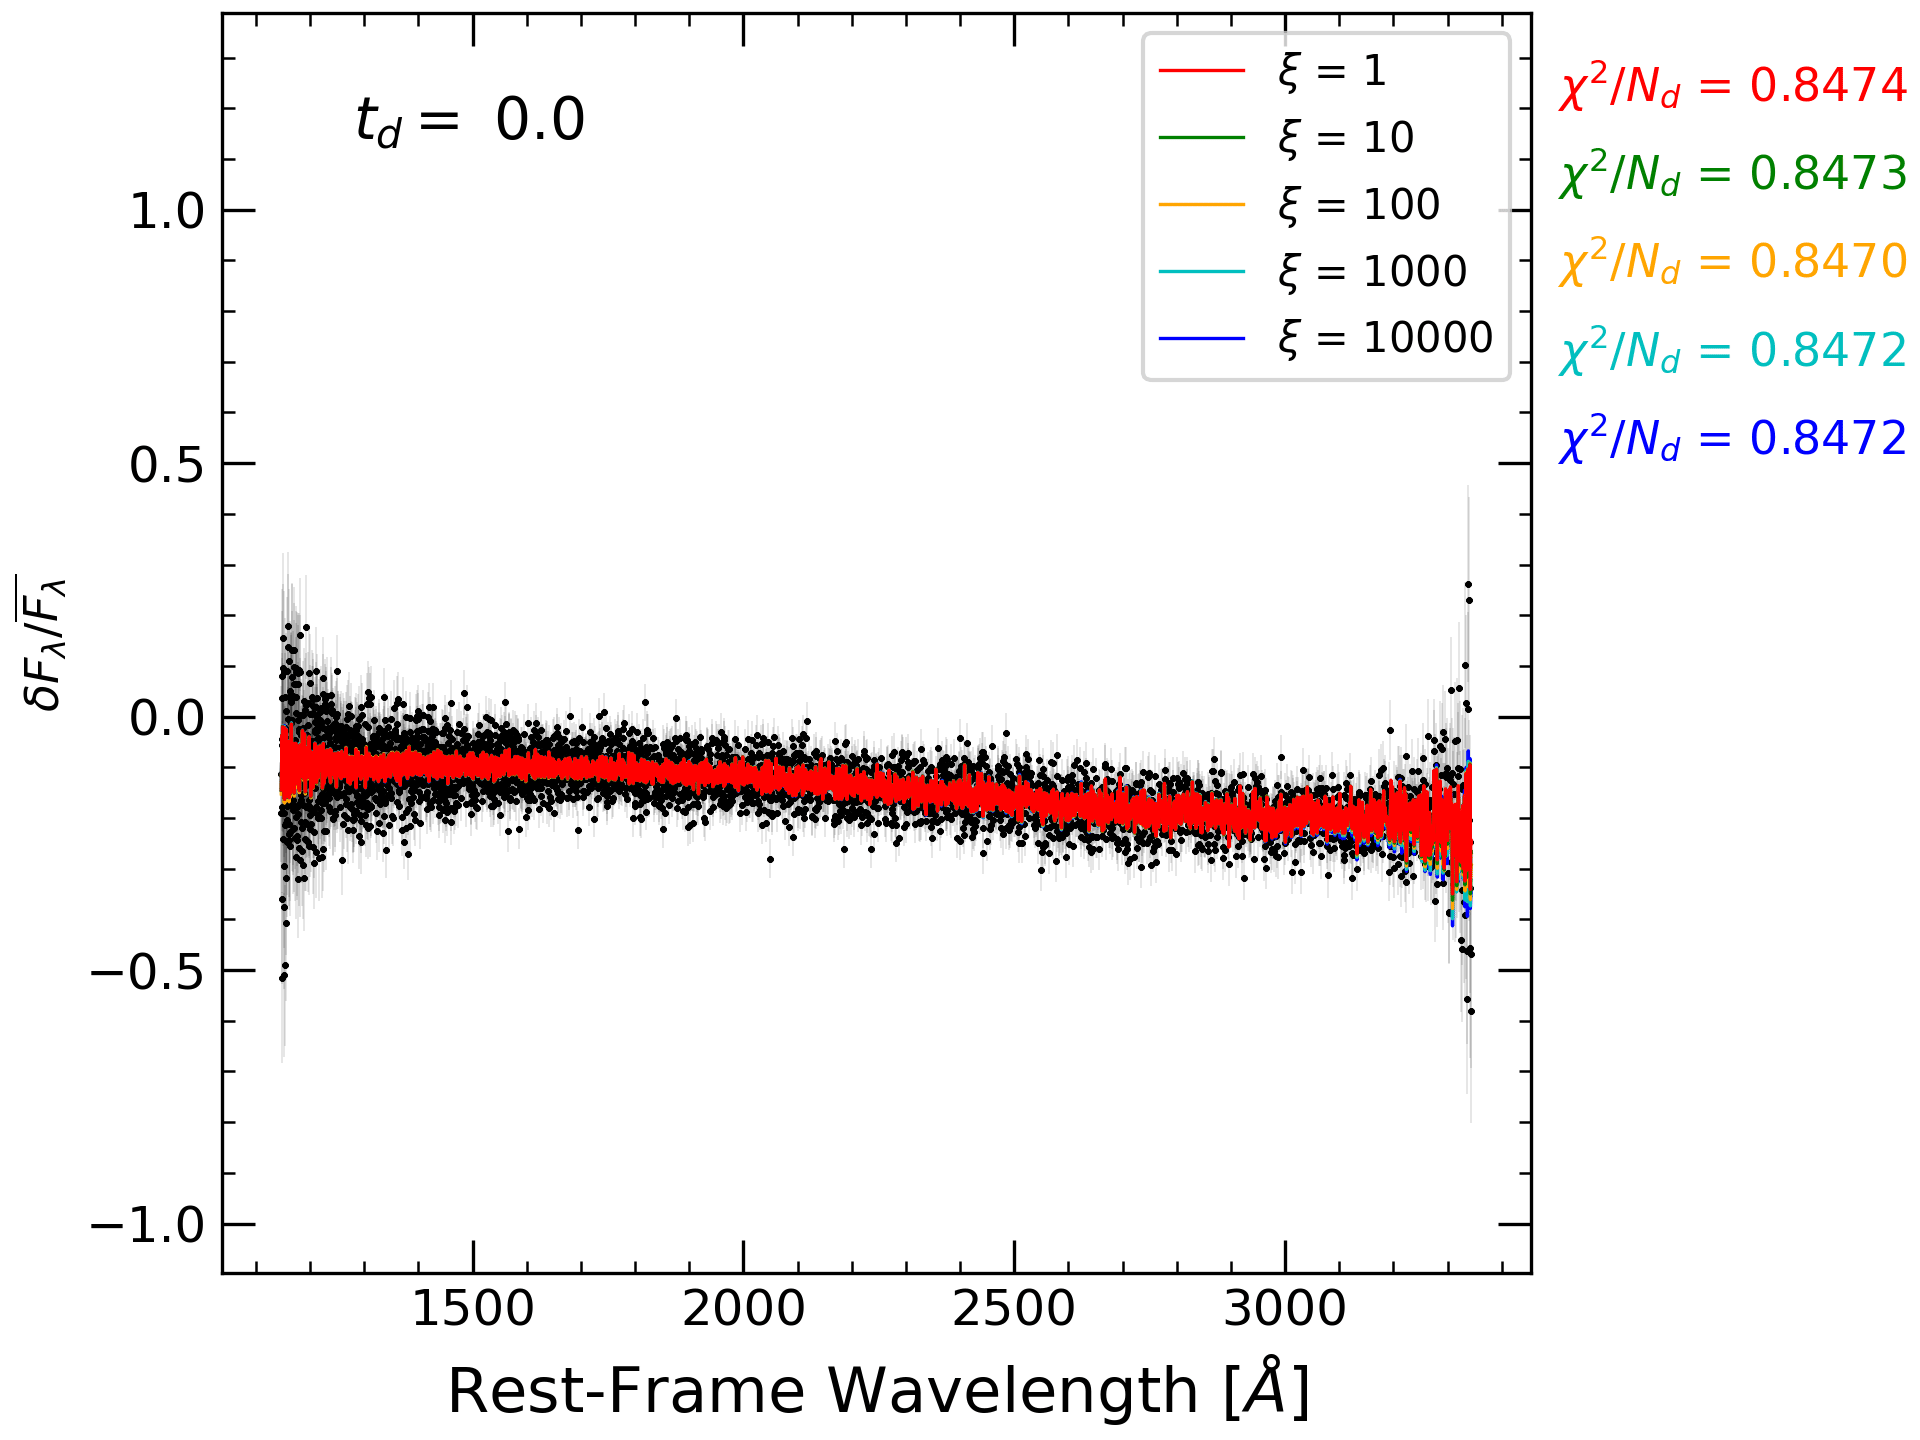 t_d = 0.0
ξ = 1
ξ = 10
ξ = 100
ξ = 1000
ξ = 10000
χ²/N_d = 0.8474
χ²/N_d = 0.8473
χ²/N_d = 0.8470
χ²/N_d = 0.8472
χ²/N_d = 0.8472
δF_λ/F̅_λ
1.0
0.5
0.0
−0.5
−1.0
1500 2000 2500 3000
Rest-Frame Wavelength [Å]